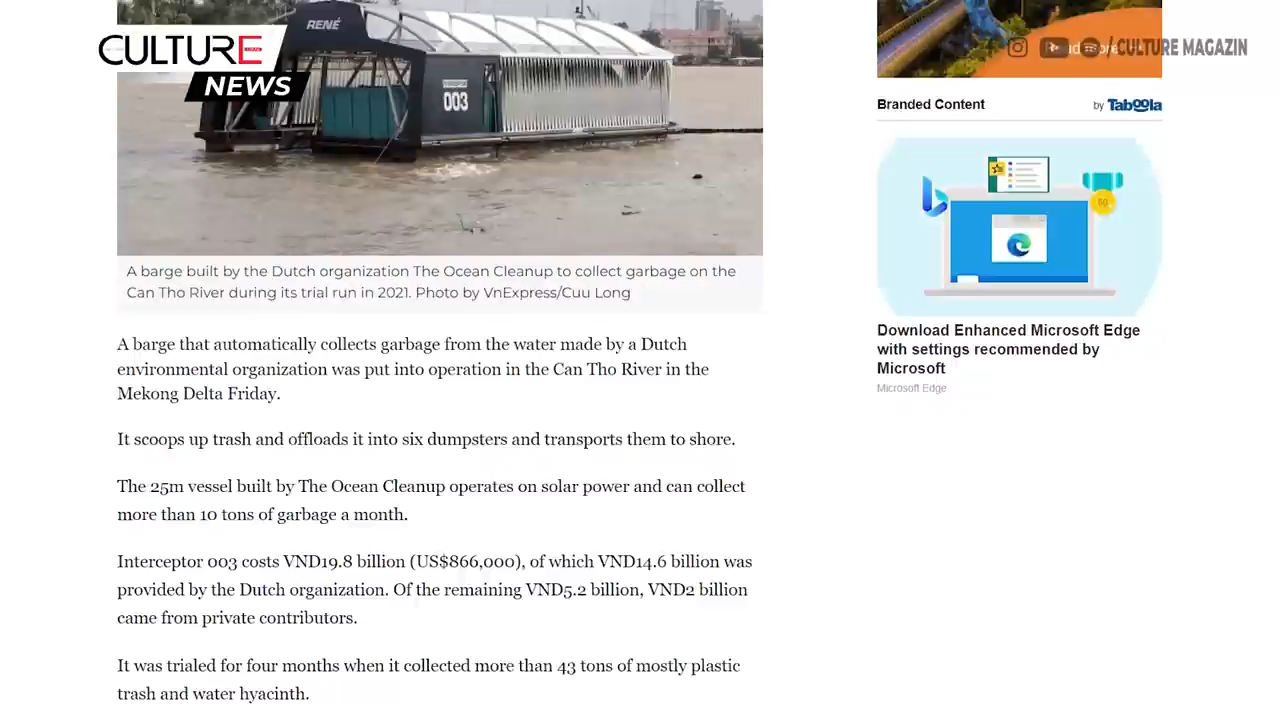 RENÉ
CULTURE
NEWS
003
Read more
/CULTURE MAGAZIN
A barge built by the Dutch organization The Ocean Cleanup to collect garbage on the
Can Tho River during its trial run in 2021. Photo by VnExpress/Cuu Long
A barge that automatically collects garbage from the water made by a Dutch
environmental organization was put into operation in the Can Tho River in the
Mekong Delta Friday.
It scoops up trash and offloads it into six dumpsters and transports them to shore.
The 25m vessel built by The Ocean Cleanup operates on solar power and can collect
more than 10 tons of garbage a month.
Interceptor 003 costs VND19.8 billion (US$866,000), of which VND14.6 billion was
provided by the Dutch organization. Of the remaining VND5.2 billion, VND2 billion
came from private contributors.
It was trialed for four months when it collected more than 43 tons of mostly plastic
trash and water hyacinth.
Branded Content
by Taboola
Download Enhanced Microsoft Edge
with settings recommended by
Microsoft
Microsoft Edge